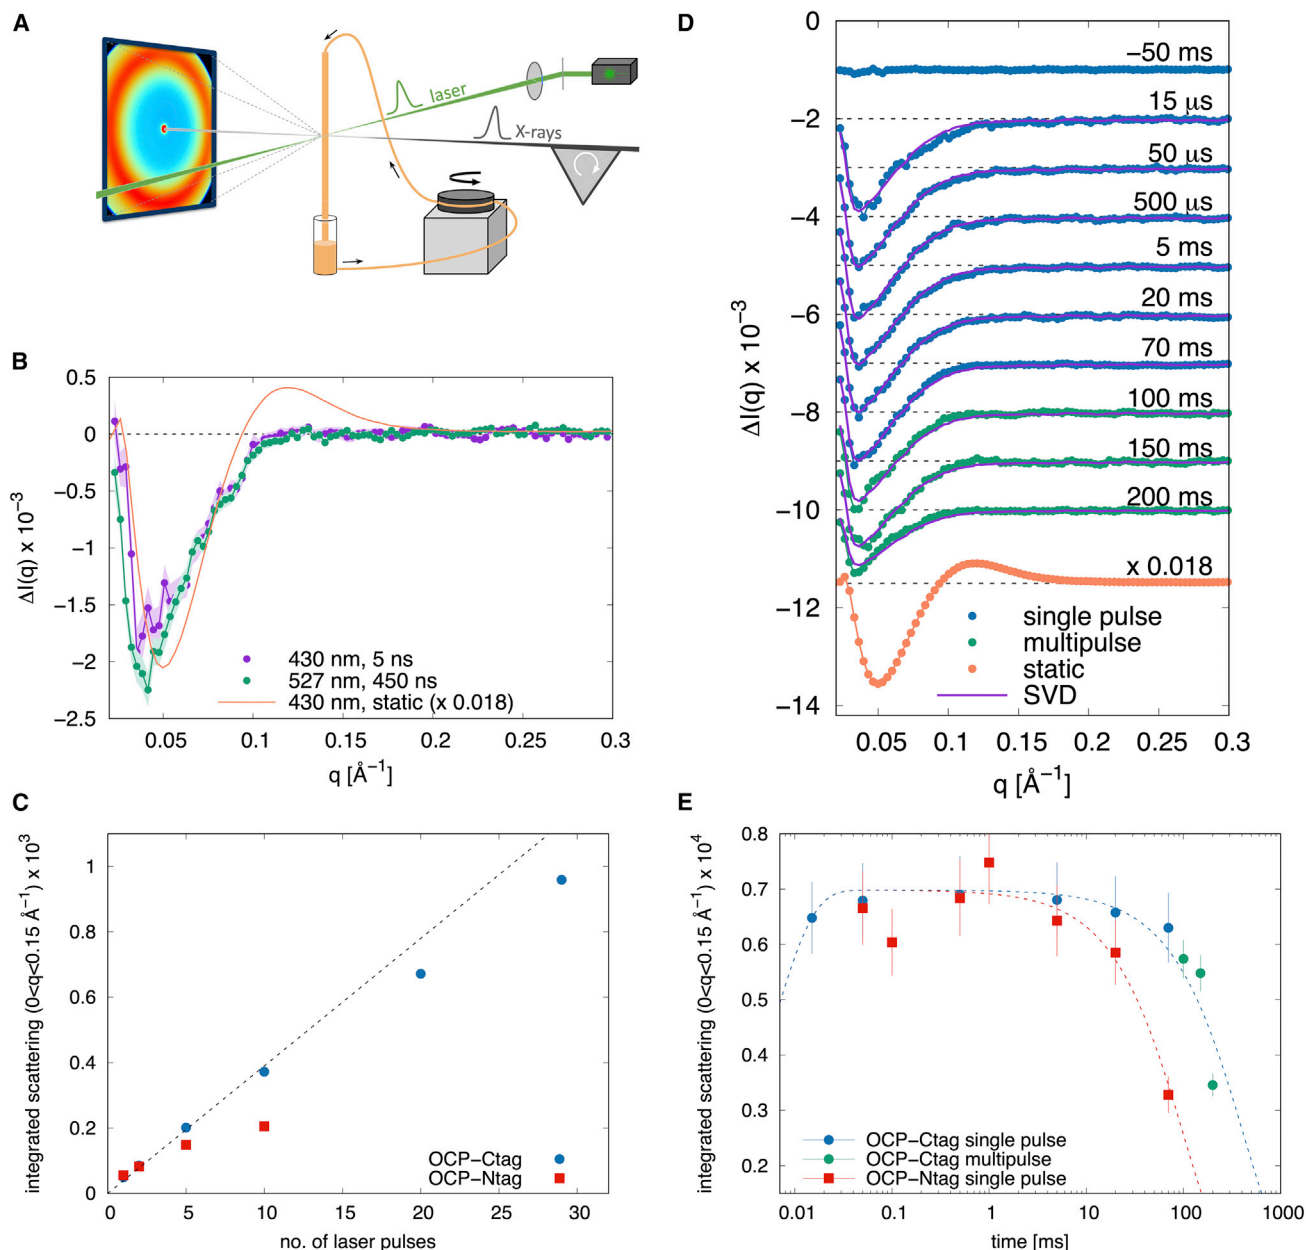 A
laser
X-rays
B
0.5
0
−0.5
−1
−1.5
−2
−2.5
ΔI(q) x 10⁻³
430 nm, 5 ns
527 nm, 450 ns
430 nm, static (x 0.018)
0.05
0.1
0.15
0.2
0.25
0.3
q [Å⁻¹]
C
integrated scattering (0<q<0.15 Å⁻¹) x 10³
1
0.8
0.6
0.4
0.2
0
OCP−Ctag
OCP−Ntag
0
5
10
15
20
25
30
no. of laser pulses
D
0
−2
−4
−6
−8
−10
−12
−14
ΔI(q) x 10⁻³
−50 ms
15 μs
50 μs
500 μs
5 ms
20 ms
70 ms
100 ms
150 ms
200 ms
x 0.018
single pulse
multipulse
static
SVD
0.05
0.1
0.15
0.2
0.25
0.3
q [Å⁻¹]
E
integrated scattering (0<q<0.15 Å⁻¹) x 10⁴
0.8
0.7
0.6
0.5
0.4
0.3
0.2
OCP−Ctag single pulse
OCP−Ctag multipulse
OCP−Ntag single pulse
0.01
0.1
1
10
100
1000
time [ms]